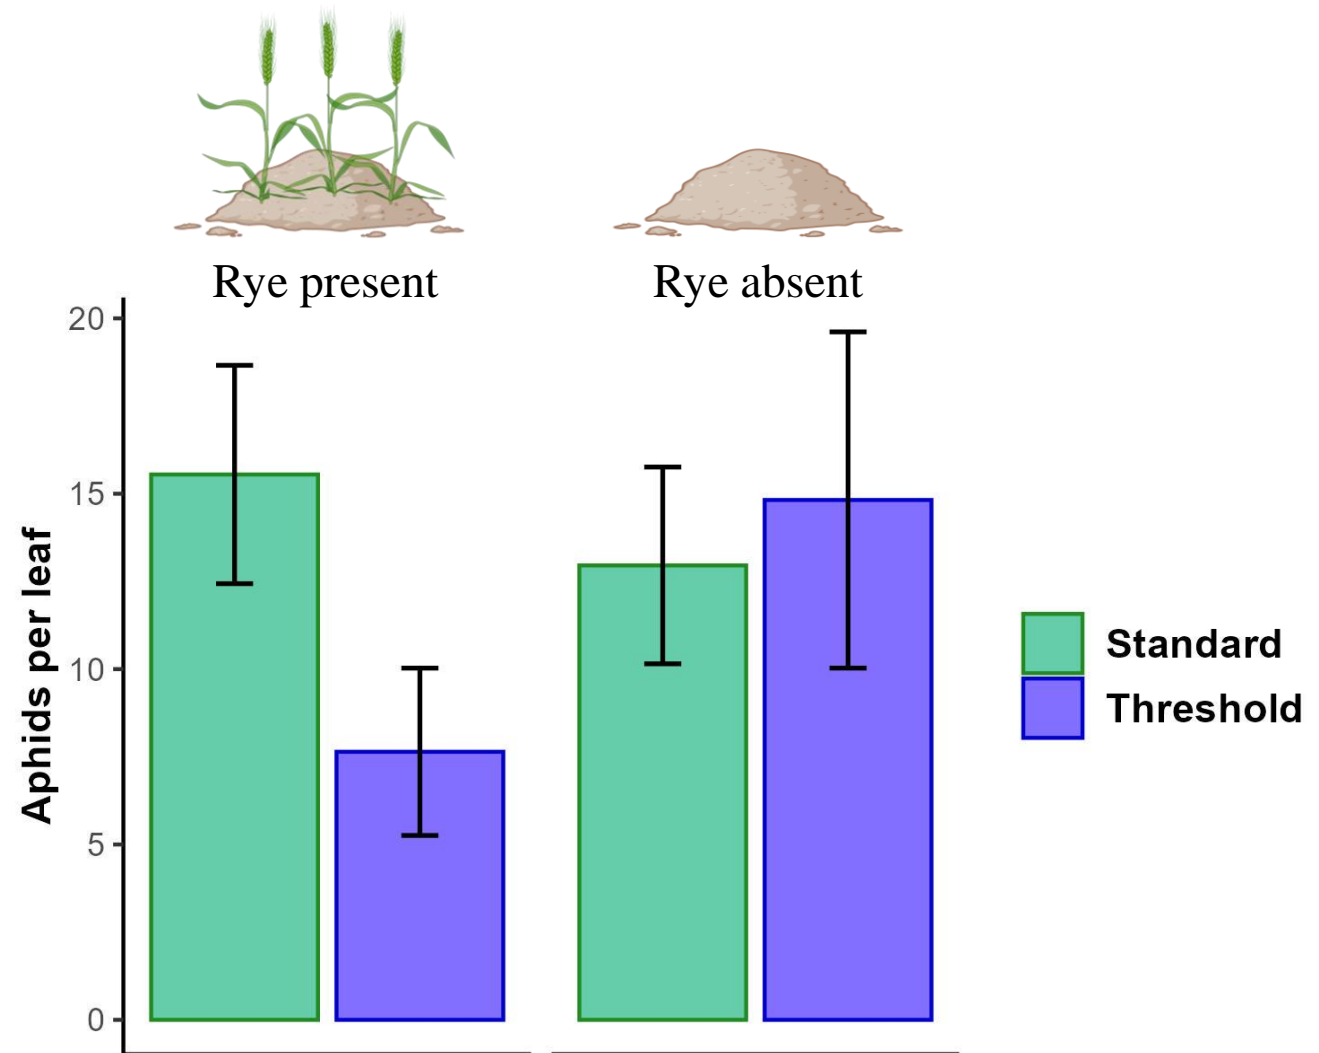 Rye present
Rye absent
20
15
10
5
0
Aphids per leaf
Standard
Threshold